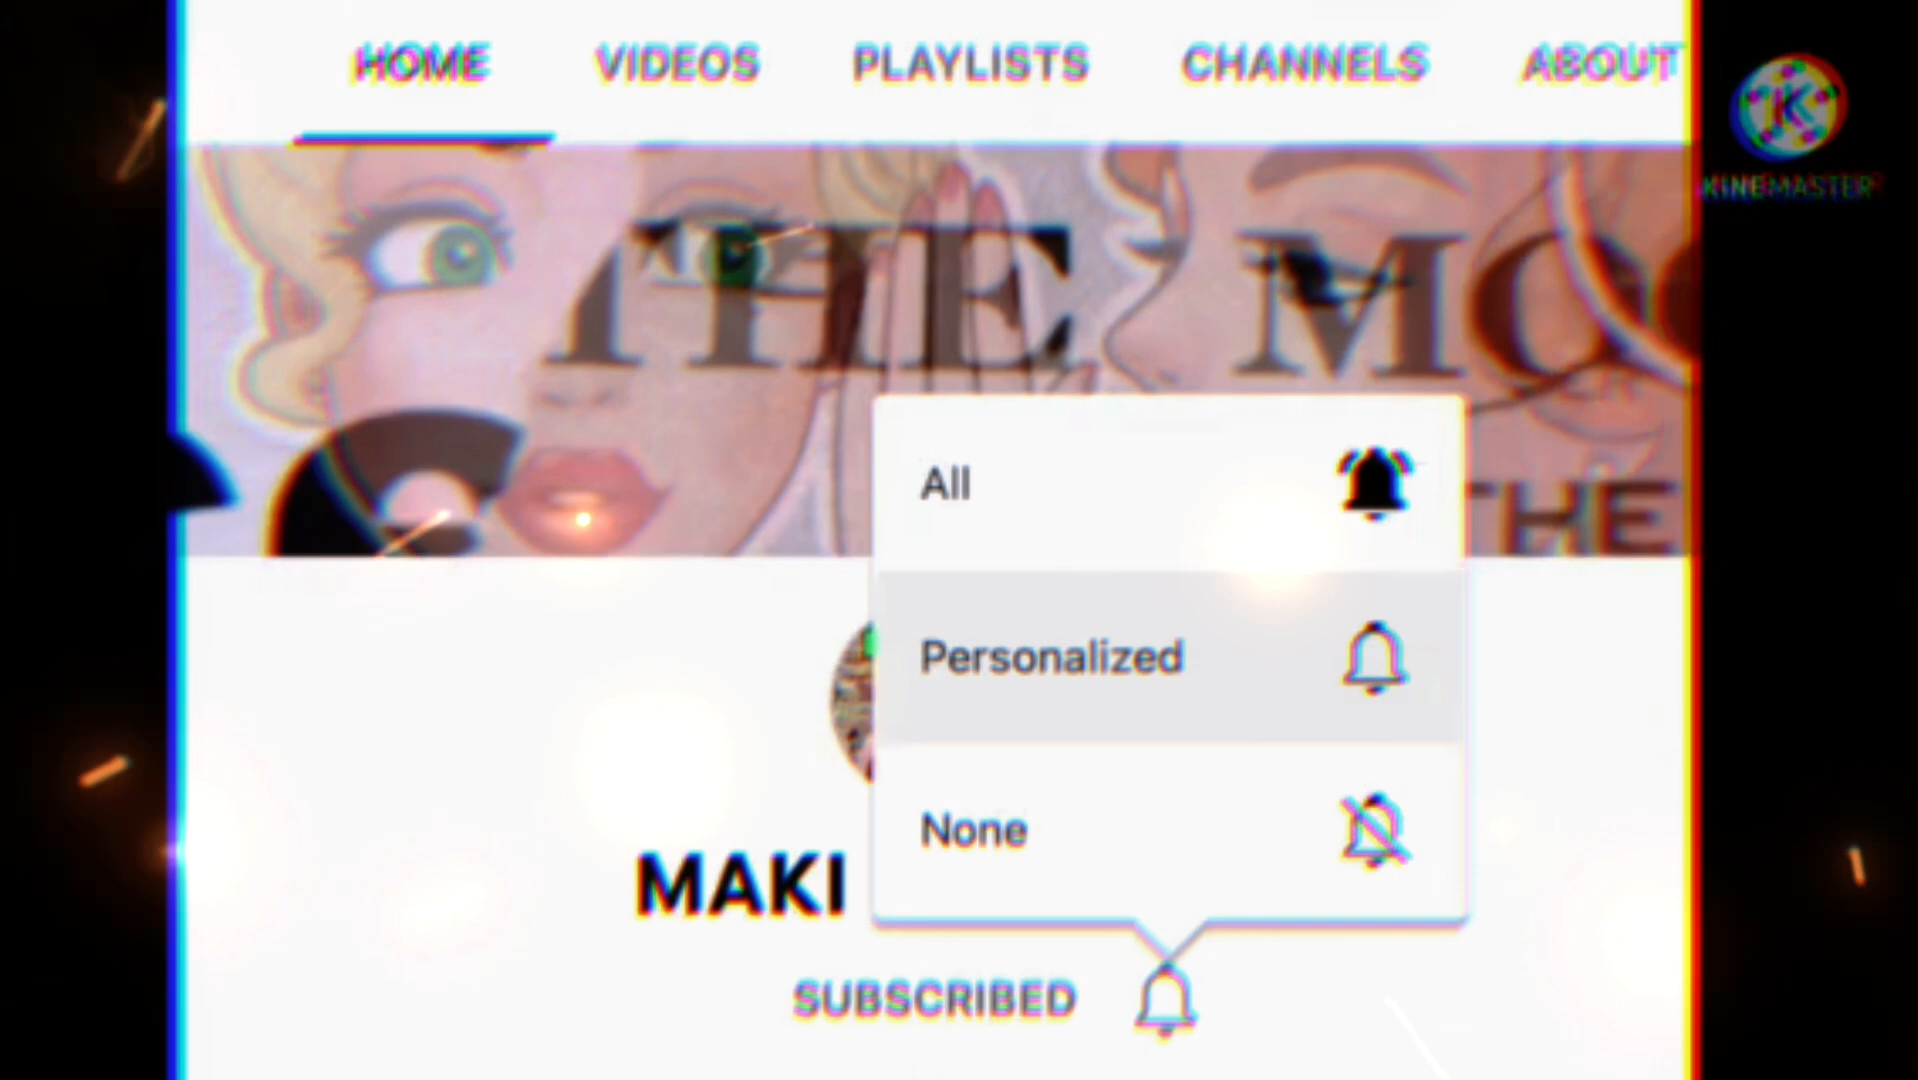 HOME VIDEOS PLAYLISTS CHANNELS ABOUT
KINEMASTER
THE MO
All
THE
Personalized
None
MAKI
SUBSCRIBED